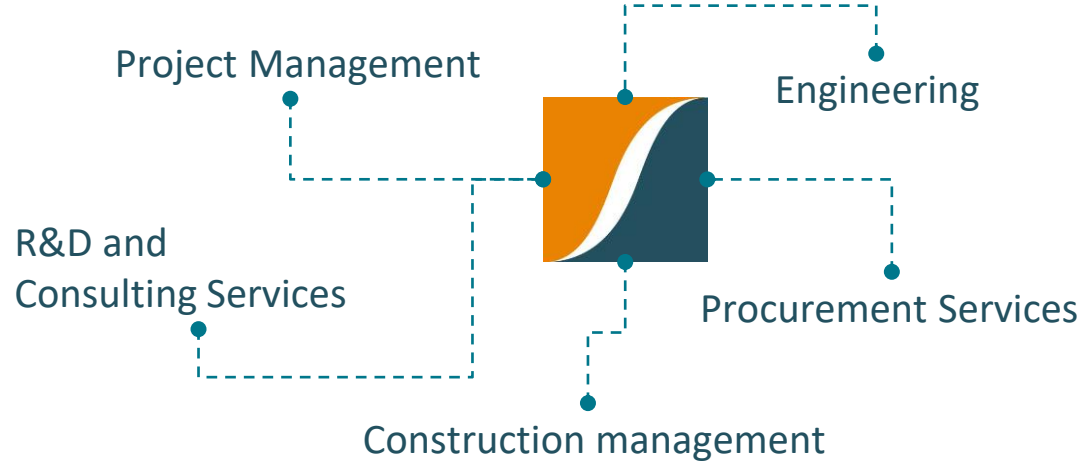 Project Management
Engineering
R&D and
Consulting Services
Procurement Services
Construction management